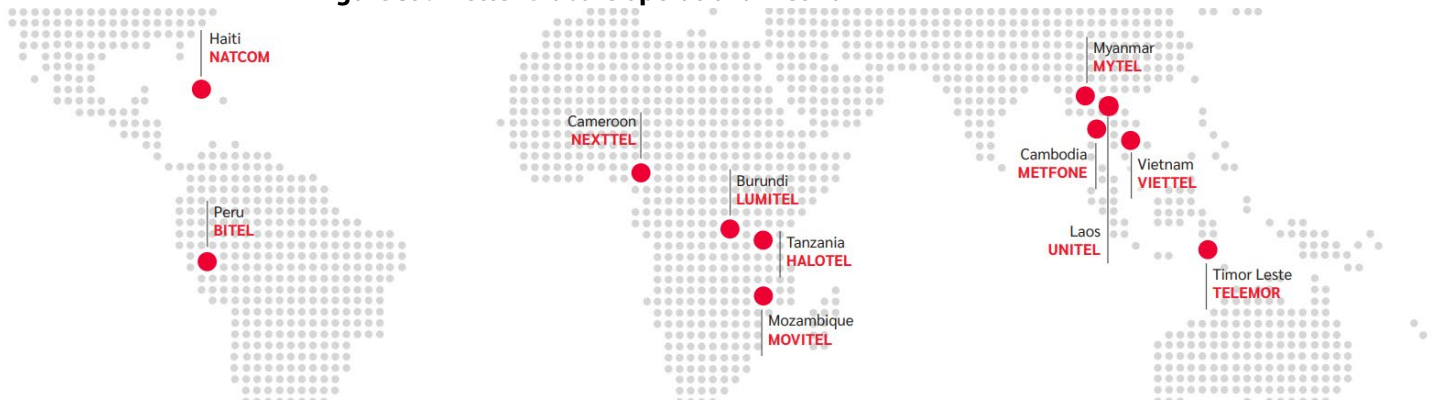 Haiti
NATCOM
Peru
BITEL
Cameroon
NEXTTEL
Burundi
LUMITEL
Tanzania
HALOTEL
Mozambique
MOVITEL
Myanmar
MYTEL
Cambodia
METFONE
Vietnam
VIETTEL
Laos
UNITEL
Timor Leste
TELEMOR